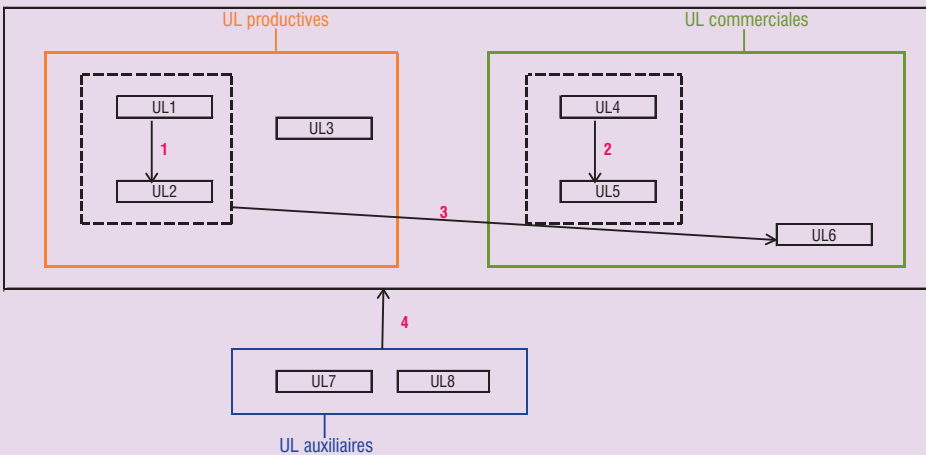 UL productives
UL commerciales
UL1
UL4
UL3
1
2
UL2
UL5
3
UL6
4
UL7
UL8
UL auxiliaires